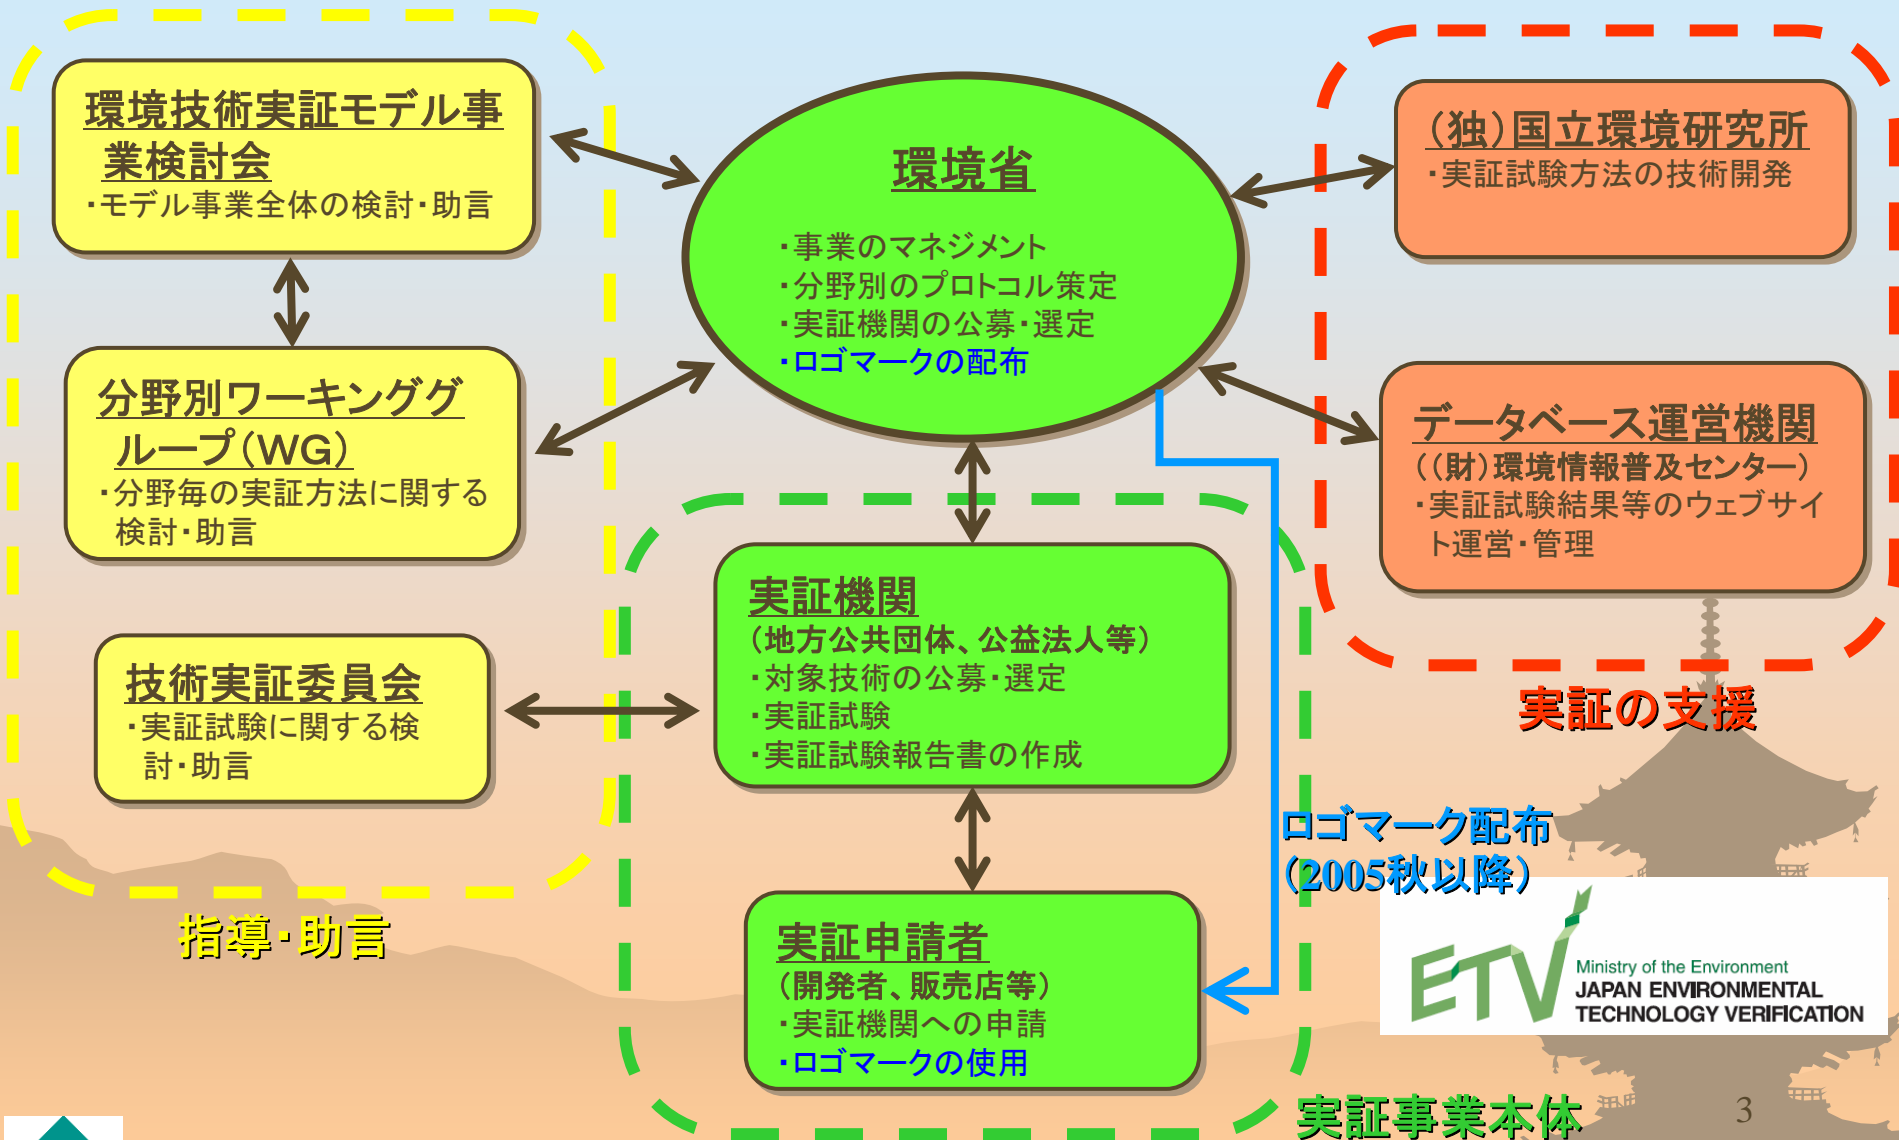 環境技術実証モデル事
業検討会
・モデル事業全体の検討・助言
分野別ワーキンググ
ループ(WG)
・分野毎の実証方法に関する
検討・助言
技術実証委員会
・実証試験に関する検
討・助言
指導・助言
環境省
・事業のマネジメント
・分野別のプロトコル策定
・実証機関の公募・選定
・ロゴマークの配布
実証機関
(地方公共団体、公益法人等)
・対象技術の公募・選定
・実証試験
・実証試験報告書の作成
実証申請者
(開発者、販売店等)
・実証機関への申請
・ロゴマークの使用
実証事業本体
(独)国立環境研究所
・実証試験方法の技術開発
データベース運営機関
((財)環境情報普及センター)
・実証試験結果等のウェブサイ
ト運営・管理
実証の支援
ロゴマーク配布
(2005秋以降)
ETV
Ministry of the Environment
JAPAN ENVIRONMENTAL
TECHNOLOGY VERIFICATION
3